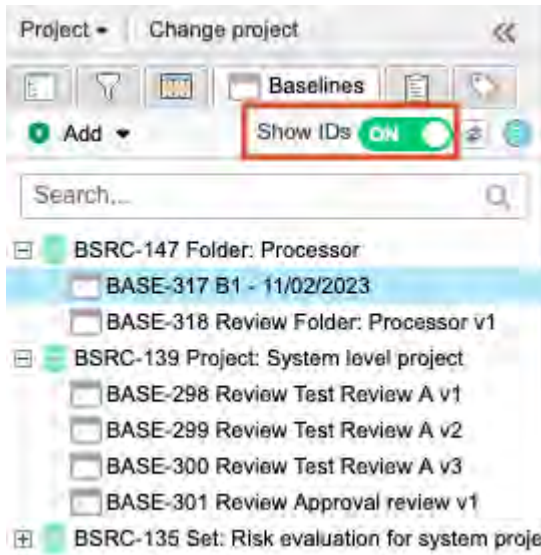 Project Change project
Baselines
Add Show IDs ON
Search...
BSRC-147 Folder: Processor
BASE-317 B1 - 11/02/2023
BASE-318 Review Folder: Processor v1
BSRC-139 Project: System level project
BASE-298 Review Test Review A v1
BASE-299 Review Test Review A v2
BASE-300 Review Test Review A v3
BASE-301 Review Approval review v1
BSRC-135 Set: Risk evaluation for system proje